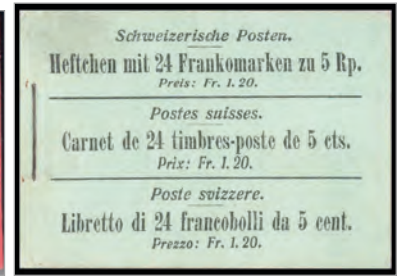 Schweizerische Posten.
Heftchen mit 24 Frankomarken zu 5 Rp.
Preis: Fr. 1.20.
Postes suisses.
Carnet de 24 timbres-poste de 5 cts.
Prix: Fr. 1.20.
Poste svizzere.
Libretto di 24 francobolli da 5 cent.
Prezzo: Fr. 1.20.